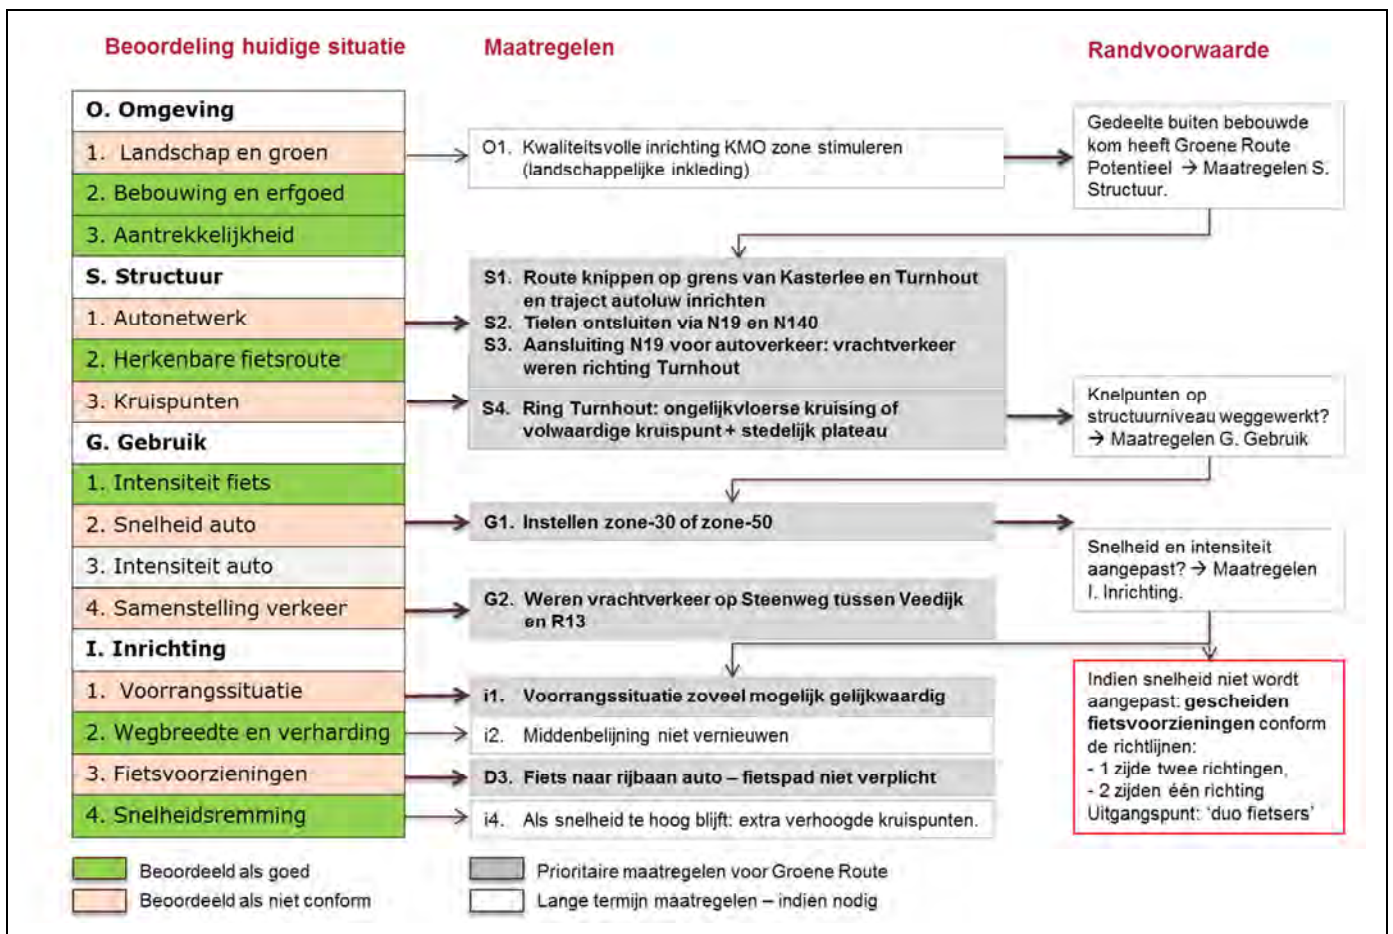 Beoordeling huidige situatie
Maatregelen
Randvoorwaarde
O. Omgeving
1. Landschap en groen
2. Bebouwing en erfgoed
3. Aantrekkelijkheid
S. Structuur
1. Autonetwerk
2. Herkenbare fietsroute
3. Kruispunten
G. Gebruik
1. Intensiteit fiets
2. Snelheid auto
3. Intensiteit auto
4. Samenstelling verkeer
I. Inrichting
1. Voorrangssituatie
2. Wegbreedte en verharding
3. Fietsvoorzieningen
4. Snelheidsremming
O1. Kwaliteitsvolle inrichting KMO zone stimuleren
(landschappelijke inkleding)
S1. Route knippen op grens van Kasterlee en Turnhout
en traject autoluw inrichten
S2. Tielen ontsluiten via N19 en N140
S3. Aansluiting N19 voor autoverkeer: vrachtverkeer
weren richting Turnhout
S4. Ring Turnhout: ongelijkvloerse kruising of
volwaardige kruispunt + stedelijk plateau
G1. Instellen zone-30 of zone-50
G2. Weren vrachtverkeer op Steenweg tussen Veedijk
en R13
i1. Voorrangssituatie zoveel mogelijk gelijkwaardig
i2. Middenbelijning niet vernieuwen
D3. Fiets naar rijbaan auto – fietspad niet verplicht
i4. Als snelheid te hoog blijft: extra verhoogde kruispunten.
Gedeelte buiten bebouwde
kom heeft Groene Route
Potentieel → Maatregelen S.
Structuur.
Knelpunten op
structuurniveau weggewerkt?
→ Maatregelen G. Gebruik
Snelheid en intensiteit
aangepast? → Maatregelen
I. Inrichting.
Indien snelheid niet wordt
aangepast: gescheiden
fietsvoorzieningen conform
de richtlijnen:
- 1 zijde twee richtingen,
- 2 zijden één richting
Uitgangspunt: ‘duo fietsers’
Beoordeeld als goed
Beoordeeld als niet conform
Prioritaire maatregelen voor Groene Route
Lange termijn maatregelen – indien nodig